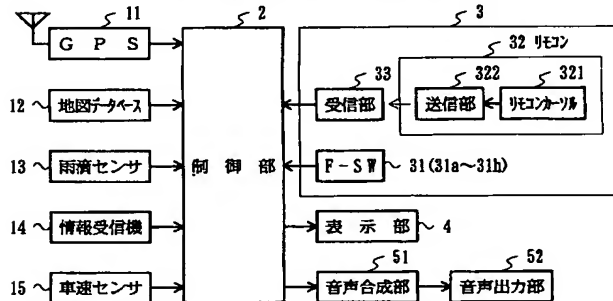 11
2
3
GPS
32 リモコン
33
322
321
12 地図データベース
受信部
送信部
リモコンカーソル
13 雨滴センサ
制御部
F-SW
31(31a～31h)
14 情報受信機
表示部
4
51
52
15 車速センサ
音声合成部
音声出力部